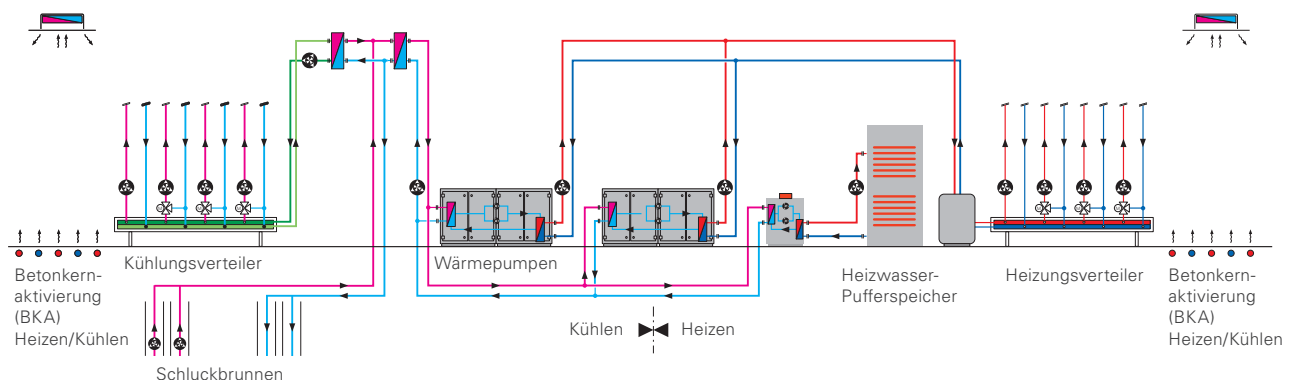 Kühlungsverteiler
Wärmepumpen
Betonkern-
aktivierung
(BKA)
Heizen/Kühlen
Heizwasser-
Pufferspeicher
Heizungsverteiler
Betonkern-
aktivierung
(BKA)
Heizen/Kühlen
Kühlen
Heizen
Schluckbrunnen